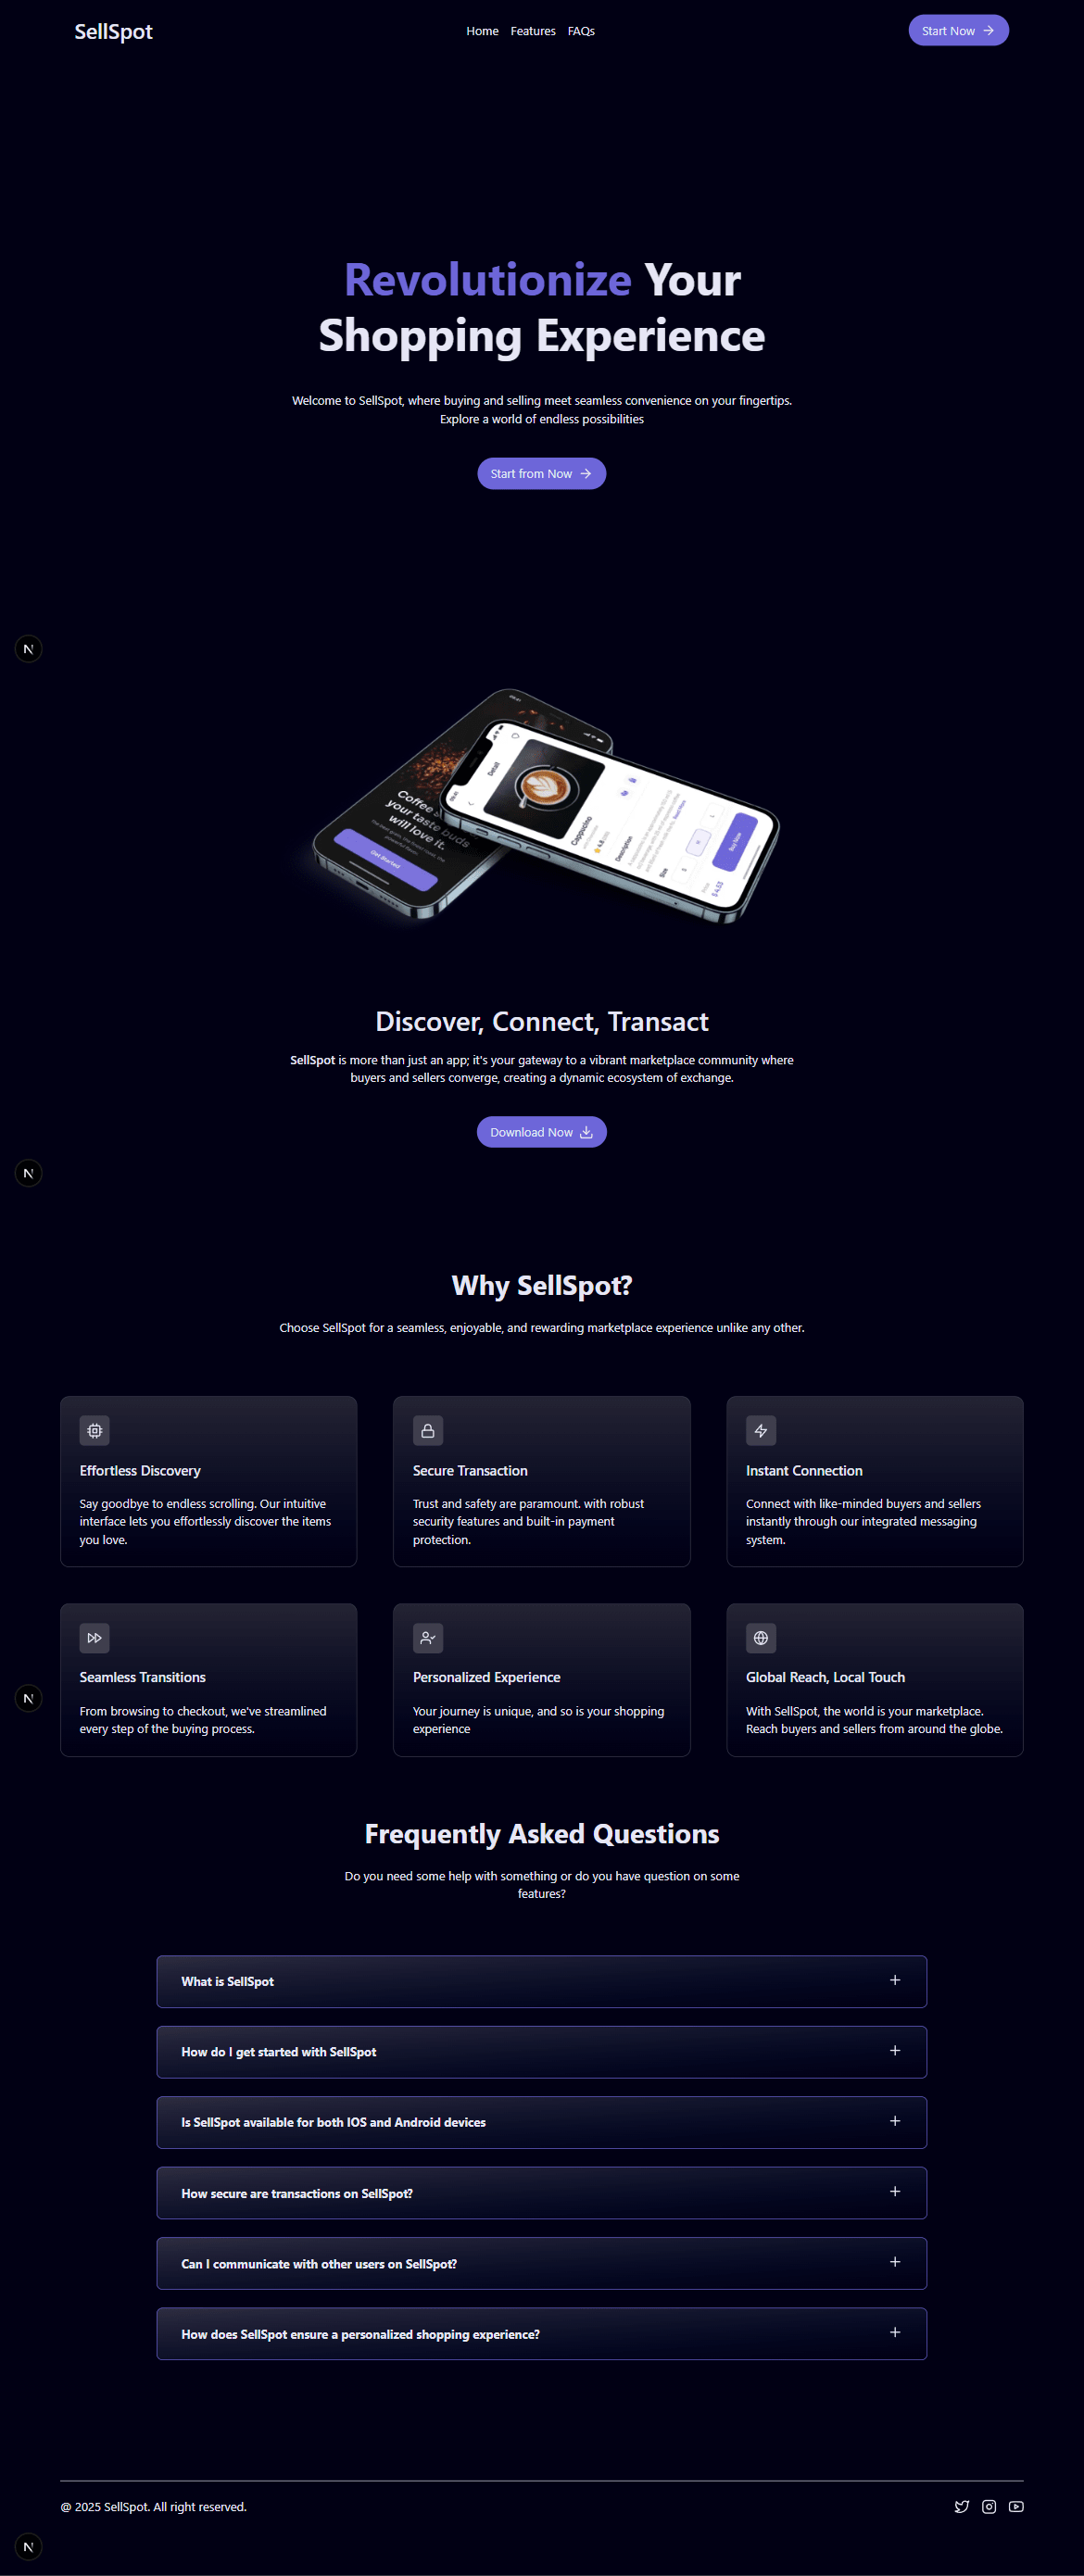 SellSpot
Home Features FAQs
Start Now
Revolutionize Your
Shopping Experience
Welcome to SellSpot, where buying and selling meet seamless convenience on your fingertips.
Explore a world of endless possibilities
Start from Now
N
Coffee
your taste buds
will love it.
Get Started
Detail
Cappucino
4.8
Description
Read More
Size
S
M
L
Price
$ 4.53
Buy Now
Discover, Connect, Transact
SellSpot is more than just an app; it's your gateway to a vibrant marketplace community where
buyers and sellers converge, creating a dynamic ecosystem of exchange.
Download Now
N
Why SellSpot?
Choose SellSpot for a seamless, enjoyable, and rewarding marketplace experience unlike any other.
Effortless Discovery
Say goodbye to endless scrolling. Our intuitive
interface lets you effortlessly discover the items
you love.
Secure Transaction
Trust and safety are paramount. with robust
security features and built-in payment
protection.
Instant Connection
Connect with like-minded buyers and sellers
instantly through our integrated messaging
system.
Seamless Transitions
From browsing to checkout, we've streamlined
every step of the buying process.
Personalized Experience
Your journey is unique, and so is your shopping
experience
Global Reach, Local Touch
With SellSpot, the world is your marketplace.
Reach buyers and sellers from around the globe.
N
Frequently Asked Questions
Do you need some help with something or do you have question on some
features?
What is SellSpot
How do I get started with SellSpot
Is SellSpot available for both IOS and Android devices
How secure are transactions on SellSpot?
Can I communicate with other users on SellSpot?
How does SellSpot ensure a personalized shopping experience?
@ 2025 SellSpot. All right reserved.
N